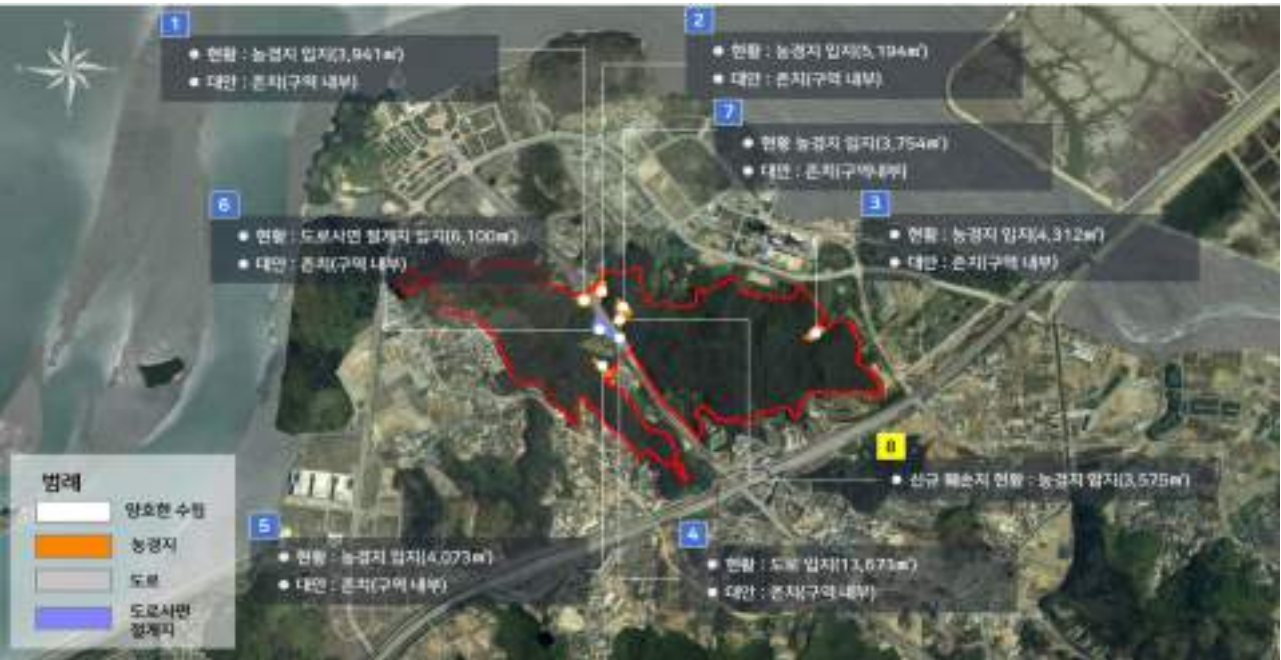 1
● 현황 : 농경지 입지(3,941㎡)
● 대안 : 존치(구역 내부)
2
● 현황 : 농경지 입지(5,194㎡)
● 대안 : 존치(구역 내부)
7
● 현황 농경지 입지(3,754㎡)
● 대안 : 존치(구역내부)
6
● 현황 : 도로사면 절개지 입지(6,100㎡)
● 대안 : 존치(구역 내부)
3
● 현황 : 농경지 입지(4,312㎡)
● 대안 : 존치(구역 내부)
8
● 신규 훼손지 현황 : 농경지 입지(3,575㎡)
범례
양호한 수림
농경지
도로
도로사면
절개지
5
● 현황 : 농경지 입지(4,073㎡)
● 대안 : 존치(구역 내부)
4
● 현황 : 도로 입지(13,673㎡)
■ 대안 : 존치(구역 내부)